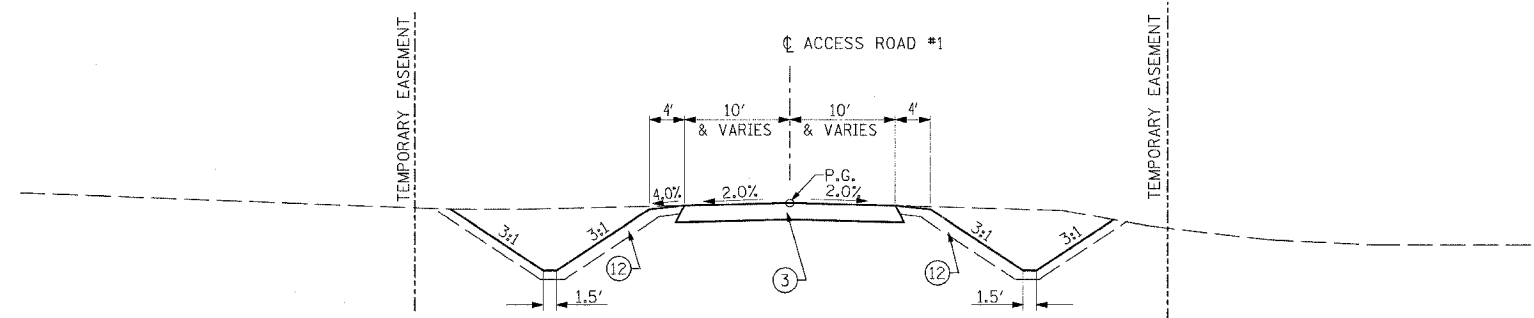 ℄ ACCESS ROAD #1
TEMPORARY EASEMENT
TEMPORARY EASEMENT
4'
10'
& VARIES
10'
& VARIES
4'
P.G.
4.0%
2.0%
2.0%
3:1
3:1
3:1
3:1
12
3
12
1.5'
1.5'